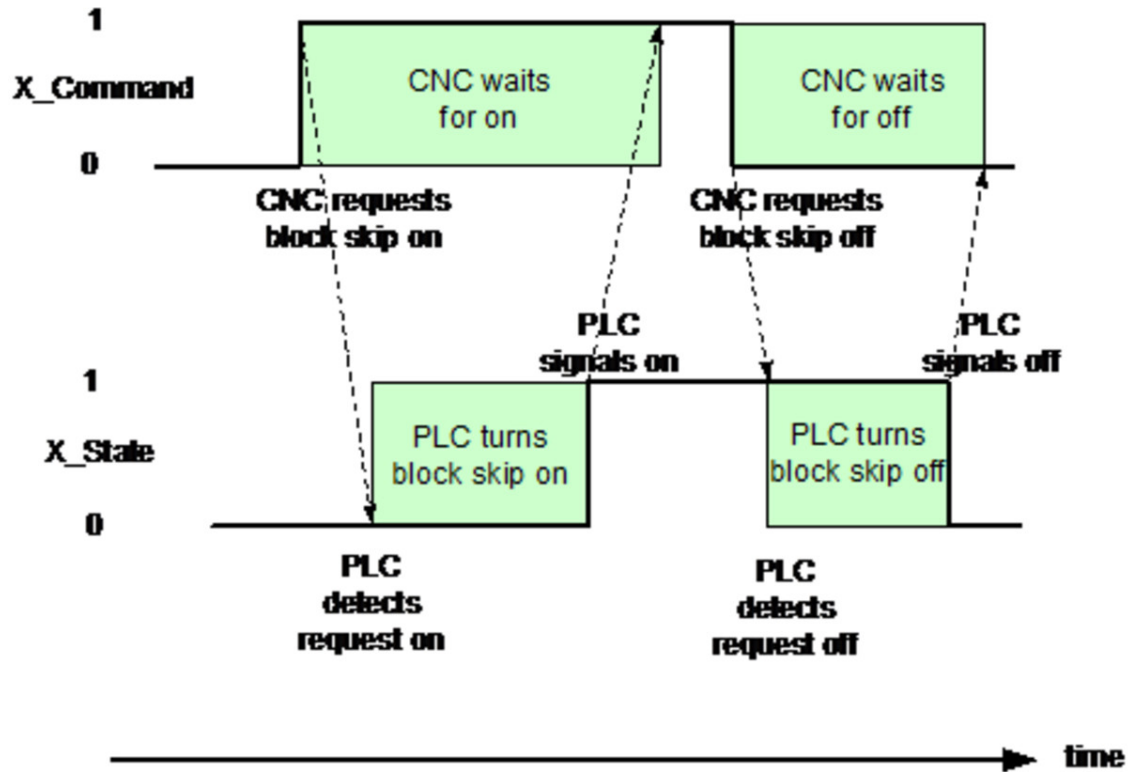 1
X_Command
0
CNC waits
for on
CNC waits
for off
CNC requests
block skip on
CNC requests
block skip off
PLC
signals on
PLC
signals off
1
X_State
0
PLC turns
block skip on
PLC turns
block skip off
PLC
detects
request on
PLC
detects
request off
time